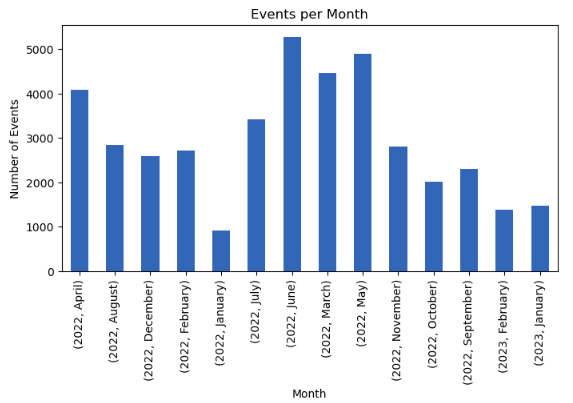 Events per Month
Number of Events
5000
4000
3000
2000
1000
0
(2022, April)
(2022, August)
(2022, December)
(2022, February)
(2022, January)
(2022, July)
(2022, June)
(2022, March)
(2022, May)
(2022, November)
(2022, October)
(2022, September)
(2023, February)
(2023, January)
Month